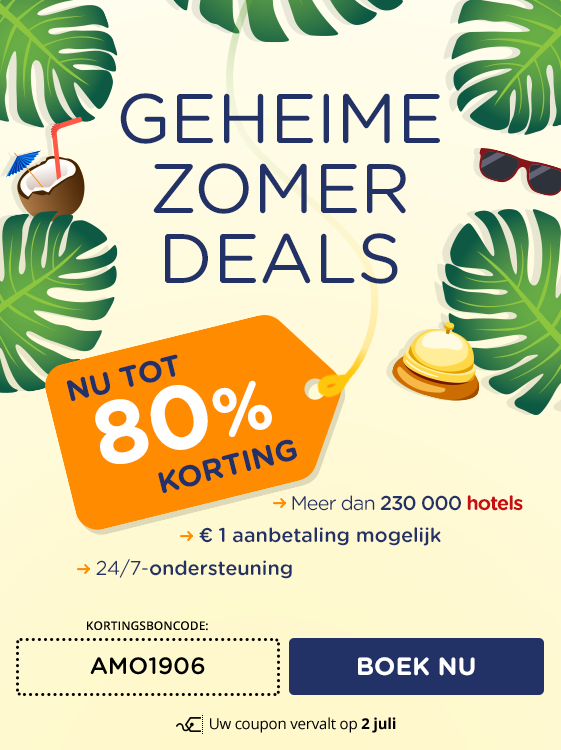 GEHEIME
ZOMER
DEALS
NU TOT
80%
KORTING
Meer dan 230 000 hotels
€ 1 aanbetaling mogelijk
24/7-ondersteuning
KORTINGSBONCODE:
AMO1906
BOEK NU
Uw coupon vervalt op 2 juli